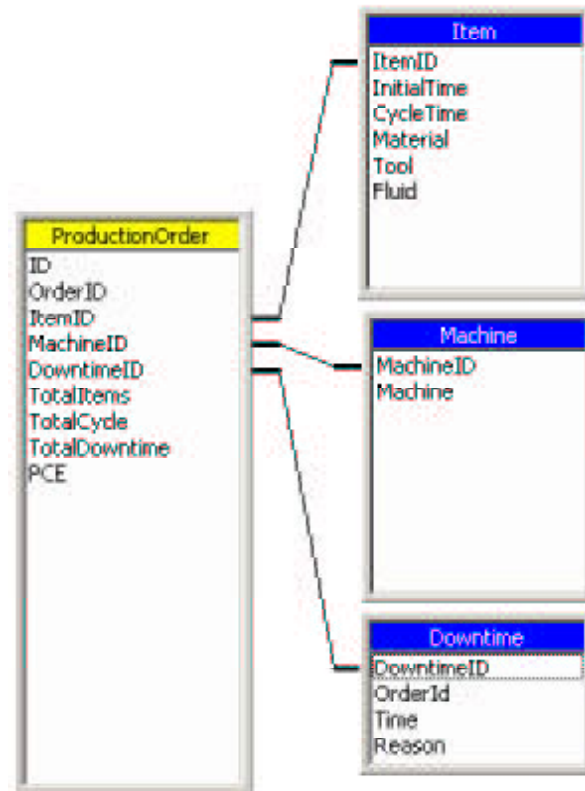 Item
ItemID
InitialTime
CycleTime
Material
Tool
Fluid
ProductionOrder
ID
OrderID
ItemID
MachineID
DowntimeID
TotalItems
TotalCycle
TotalDowntime
PCE
Machine
MachineID
Machine
Downtime
DowntimeID
OrderId
Time
Reason